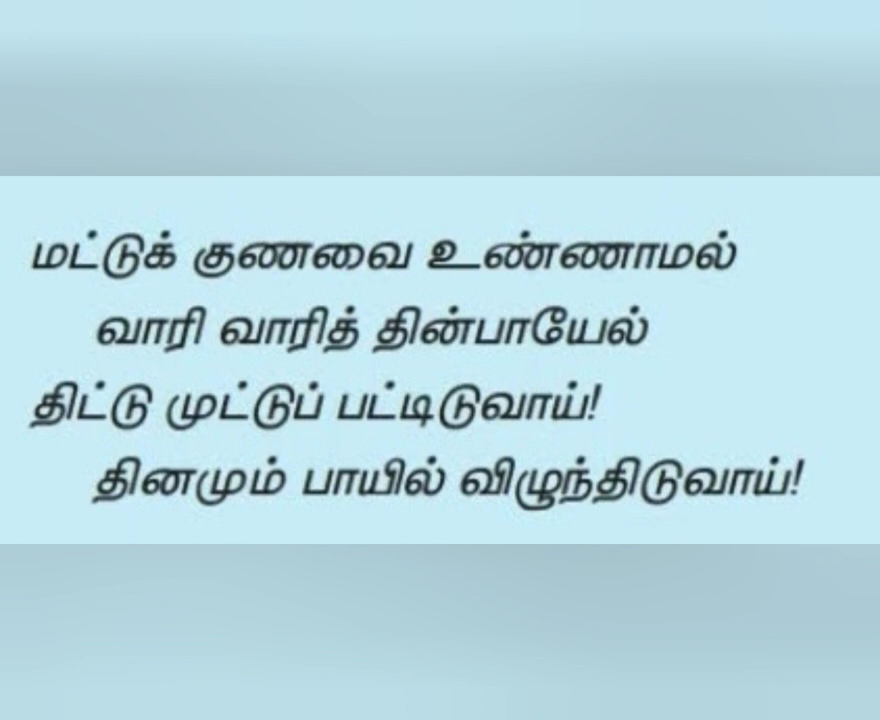 மட்டுக் குணவை உண்ணாமல்
வாரி வாரித் தின்பாயேல்
திட்டு முட்டுப் பட்டிடுவாய்!
தினமும் பாயில் விழுந்திடுவாய்!